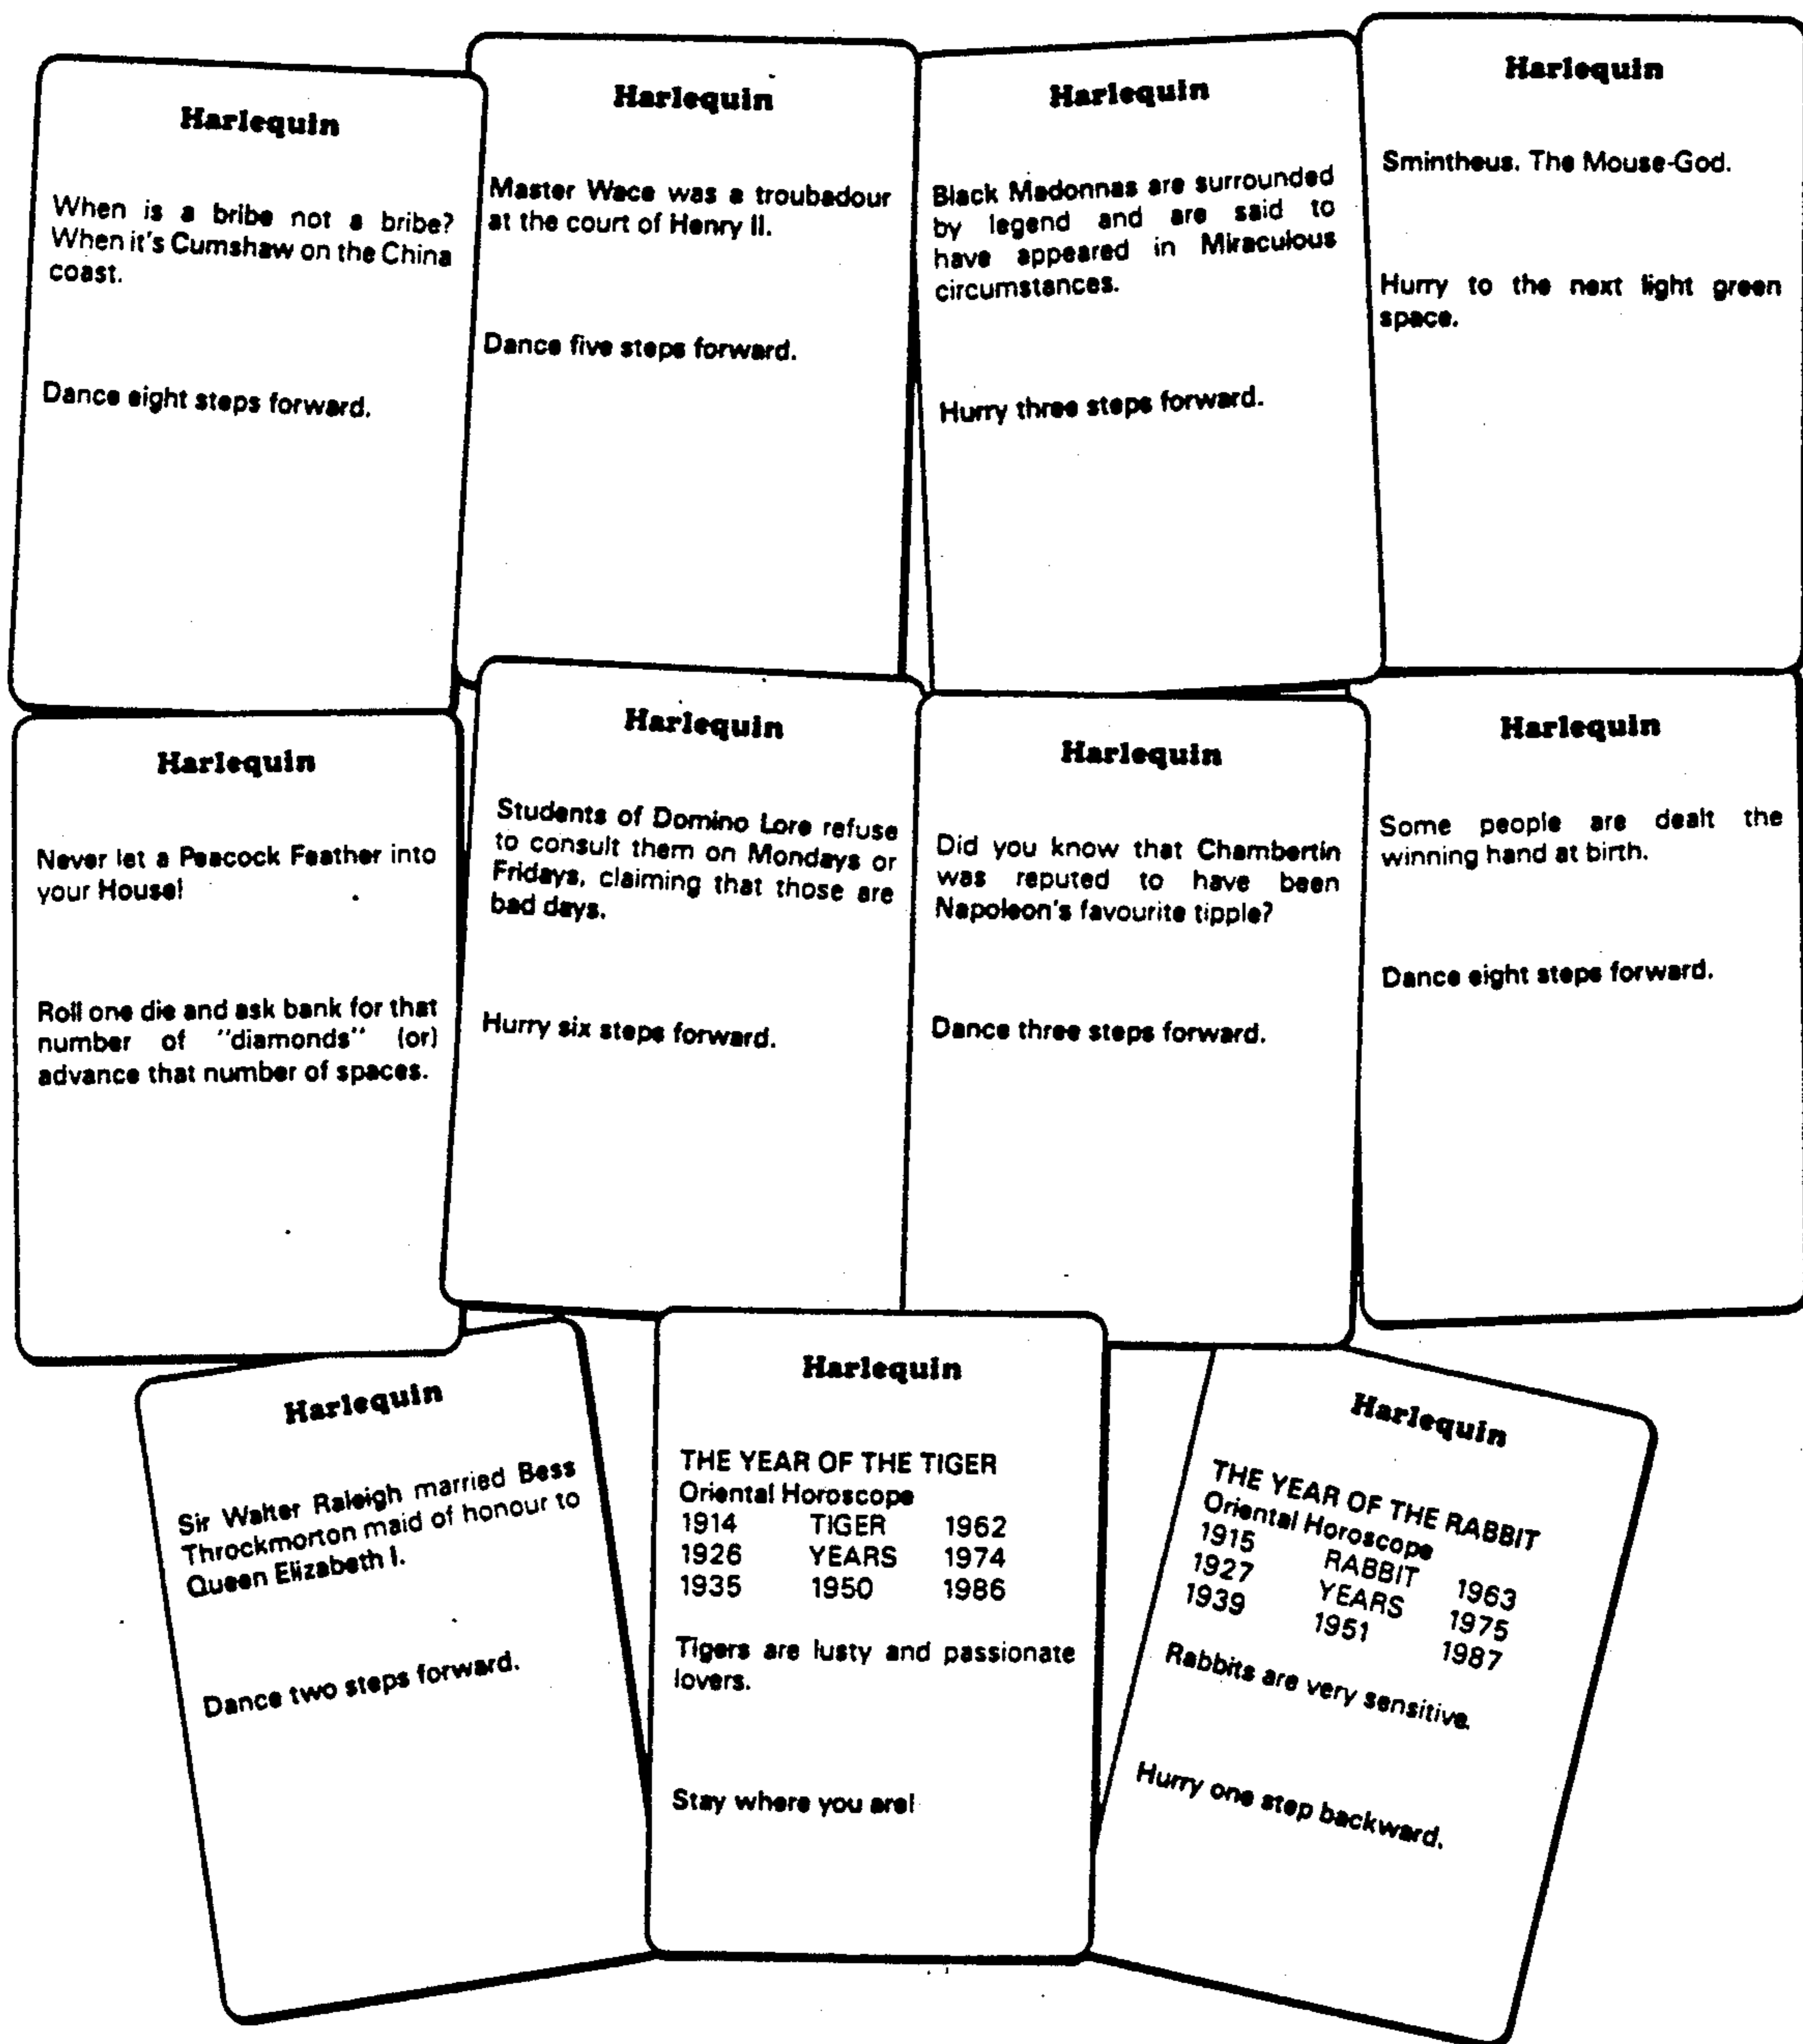 Harlequin
When is a bribe not a bribe?
When it's Cumshaw on the China
coast.
Dance eight steps forward.
Harlequin
Master Wace was a troubadour
at the court of Henry II.
Dance five steps forward.
Harlequin
Black Madonnas are surrounded
by legend and are said to
have appeared in Miraculous
circumstances.
Hurry three steps forward.
Harlequin
Smintheus. The Mouse-God.
Hurry to the next light green
space.
Harlequin
Never let a Peacock Feather into
your House!
Roll one die and ask bank for that
number of "diamonds" (or)
advance that number of spaces.
Harlequin
Students of Domino Lore refuse
to consult them on Mondays or
Fridays, claiming that those are
bad days.
Hurry six steps forward.
Harlequin
Did you know that Chambertin
was reputed to have been
Napoleon's favourite tipple?
Dance three steps forward.
Harlequin
Some people are dealt the
winning hand at birth.
Dance eight steps forward.
Harlequin
Sir Walter Raleigh married Bess
Throckmorton maid of honour to
Queen Elizabeth I.
Dance two steps forward.
Harlequin
THE YEAR OF THE TIGER
Oriental Horoscope
1914 TIGER 1962
1926 YEARS 1974
1935 1950 1986
Tigers are lusty and passionate
lovers.
Stay where you are!
Harlequin
THE YEAR OF THE RABBIT
Oriental Horoscope
1915 RABBIT 1963
1927 YEARS 1975
1939 1951 1987
Rabbits are very sensitive.
Hurry one step backward.